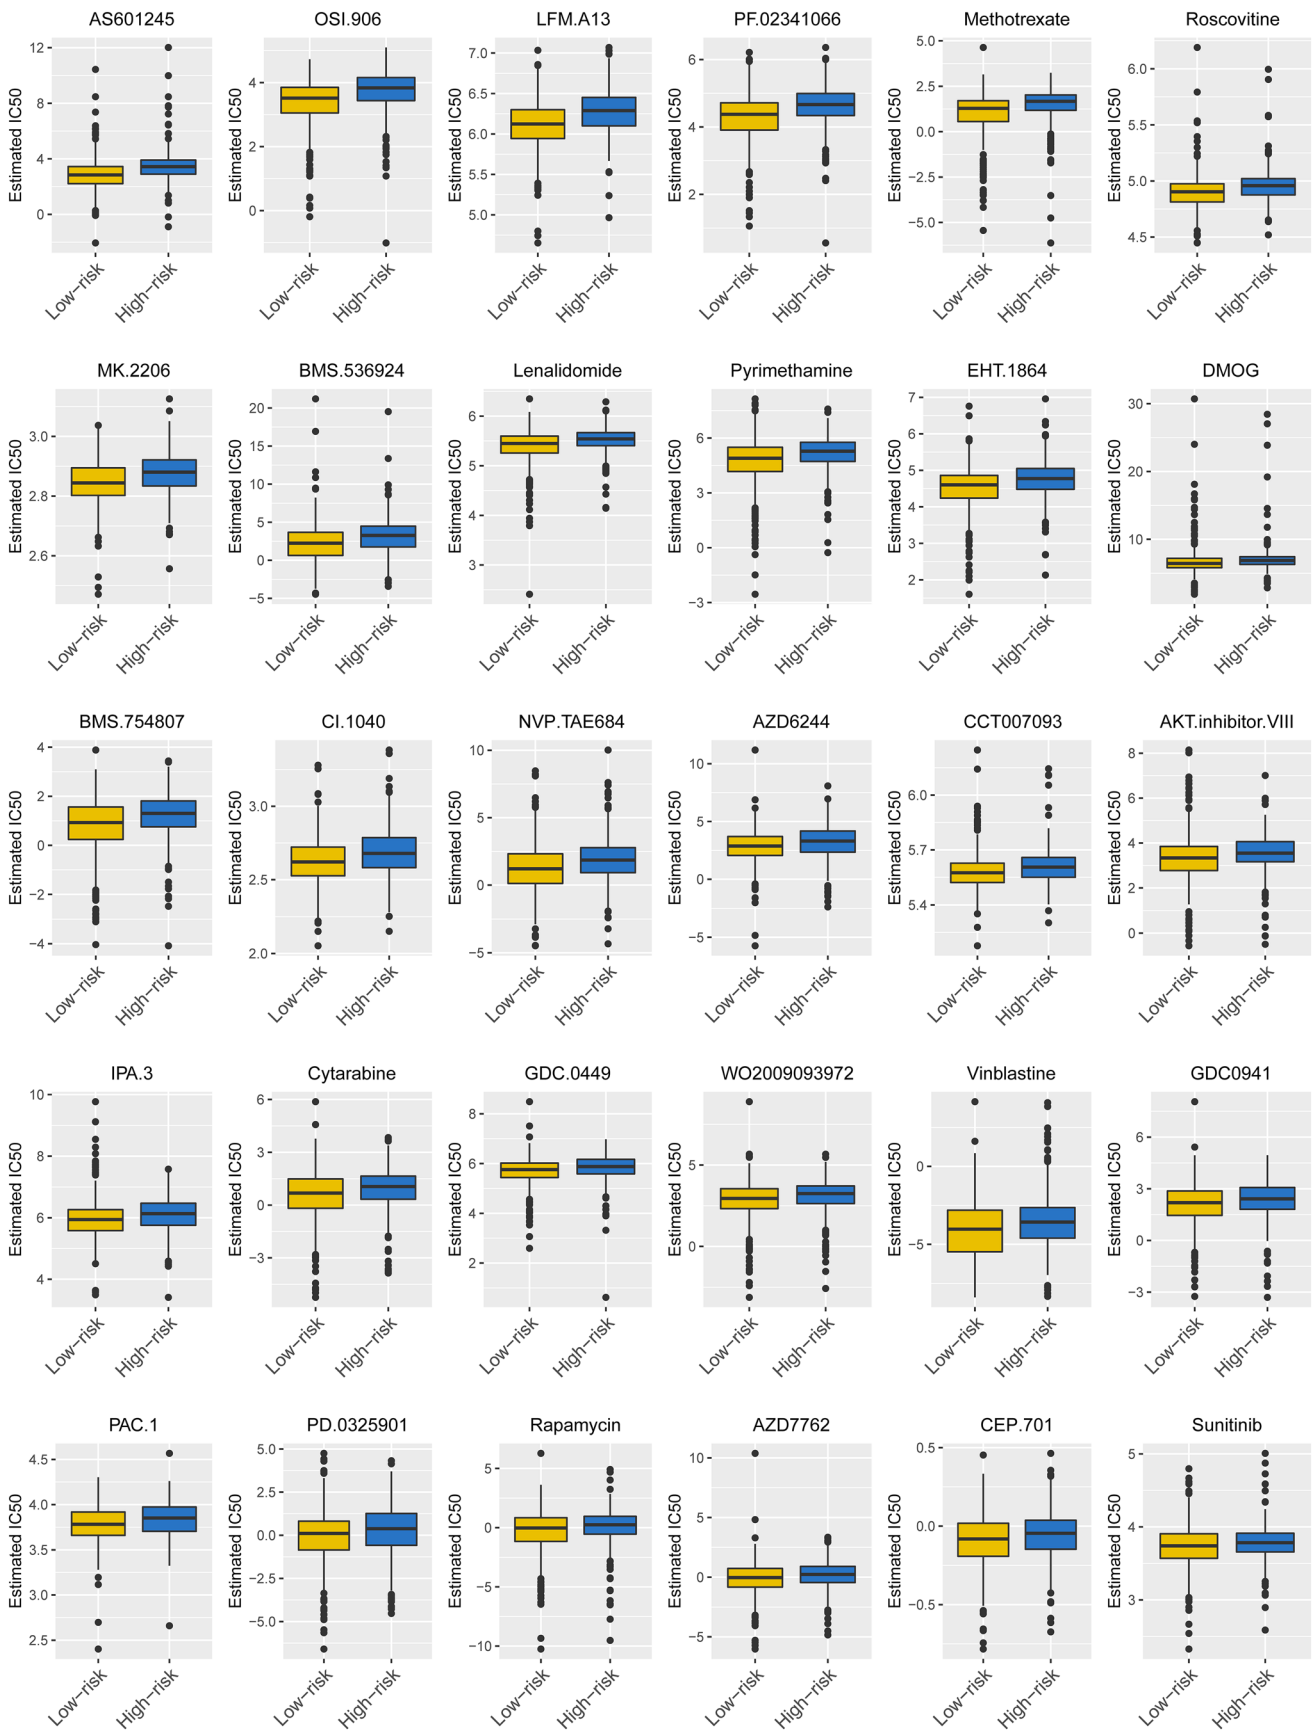 AS601245
OSI.906
LFM.A13
PF.02341066
Methotrexate
Roscovitine
Estimated IC50
12
8
4
0
Low−risk
High−risk
Estimated IC50
4
2
0
Low−risk
High−risk
Estimated IC50
7.0
6.5
6.0
5.5
5.0
Low−risk
High−risk
Estimated IC50
6
4
2
Low−risk
High−risk
Estimated IC50
5.0
2.5
0.0
−2.5
−5.0
Low−risk
High−risk
Estimated IC50
6.0
5.5
5.0
4.5
Low−risk
High−risk
MK.2206
BMS.536924
Lenalidomide
Pyrimethamine
EHT.1864
DMOG
Estimated IC50
3.0
2.8
2.6
Low−risk
High−risk
Estimated IC50
20
15
10
5
0
−5
Low−risk
High−risk
Estimated IC50
6
5
4
3
Low−risk
High−risk
Estimated IC50
6
3
0
−3
Low−risk
High−risk
Estimated IC50
7
6
5
4
3
2
Low−risk
High−risk
Estimated IC50
30
20
10
Low−risk
High−risk
BMS.754807
CI.1040
NVP.TAE684
AZD6244
CCT007093
AKT.inhibitor.VIII
Estimated IC50
4
2
0
−2
−4
Low−risk
High−risk
Estimated IC50
3.0
2.5
2.0
Low−risk
High−risk
Estimated IC50
10
5
0
−5
Low−risk
High−risk
Estimated IC50
10
5
0
−5
Low−risk
High−risk
Estimated IC50
6.0
5.7
5.4
Low−risk
High−risk
Estimated IC50
8
6
4
2
0
Low−risk
High−risk
IPA.3
Cytarabine
GDC.0449
WO2009093972
Vinblastine
GDC0941
Estimated IC50
10
8
6
4
Low−risk
High−risk
Estimated IC50
6
3
0
−3
Low−risk
High−risk
Estimated IC50
8
6
4
2
Low−risk
High−risk
Estimated IC50
5
0
Low−risk
High−risk
Estimated IC50
0
−5
Low−risk
High−risk
Estimated IC50
6
3
0
−3
Low−risk
High−risk
PAC.1
PD.0325901
Rapamycin
AZD7762
CEP.701
Sunitinib
Estimated IC50
4.5
4.0
3.5
3.0
2.5
Low−risk
High−risk
Estimated IC50
5.0
2.5
0.0
−2.5
−5.0
Low−risk
High−risk
Estimated IC50
5
0
−5
−10
Low−risk
High−risk
Estimated IC50
10
5
0
−5
Low−risk
High−risk
Estimated IC50
0.5
0.0
−0.5
Low−risk
High−risk
Estimated IC50
5
4
3
Low−risk
High−risk